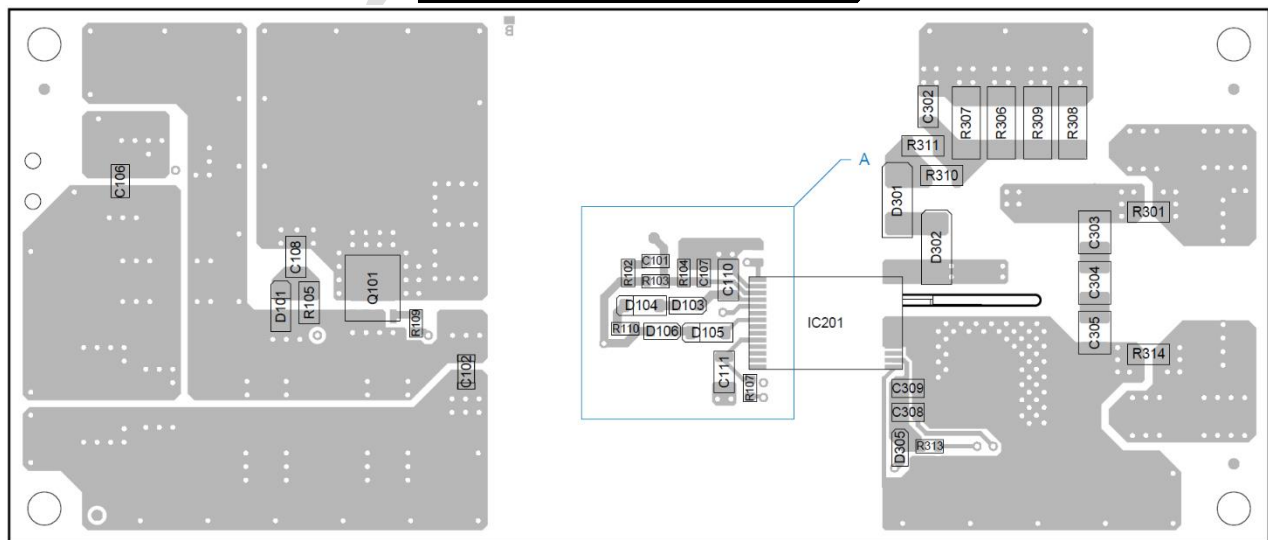 B
A
C302
R307
R306
R309
R308
R311
R310
D301
C106
R301
D302
C303
C108
C101
R102
R103
R104
C107
C110
Q101
C304
D101
R105
D104
D103
IC201
R109
R110
D106
D105
C305
R314
C102
C111
R107
C309
C308
D305
R313